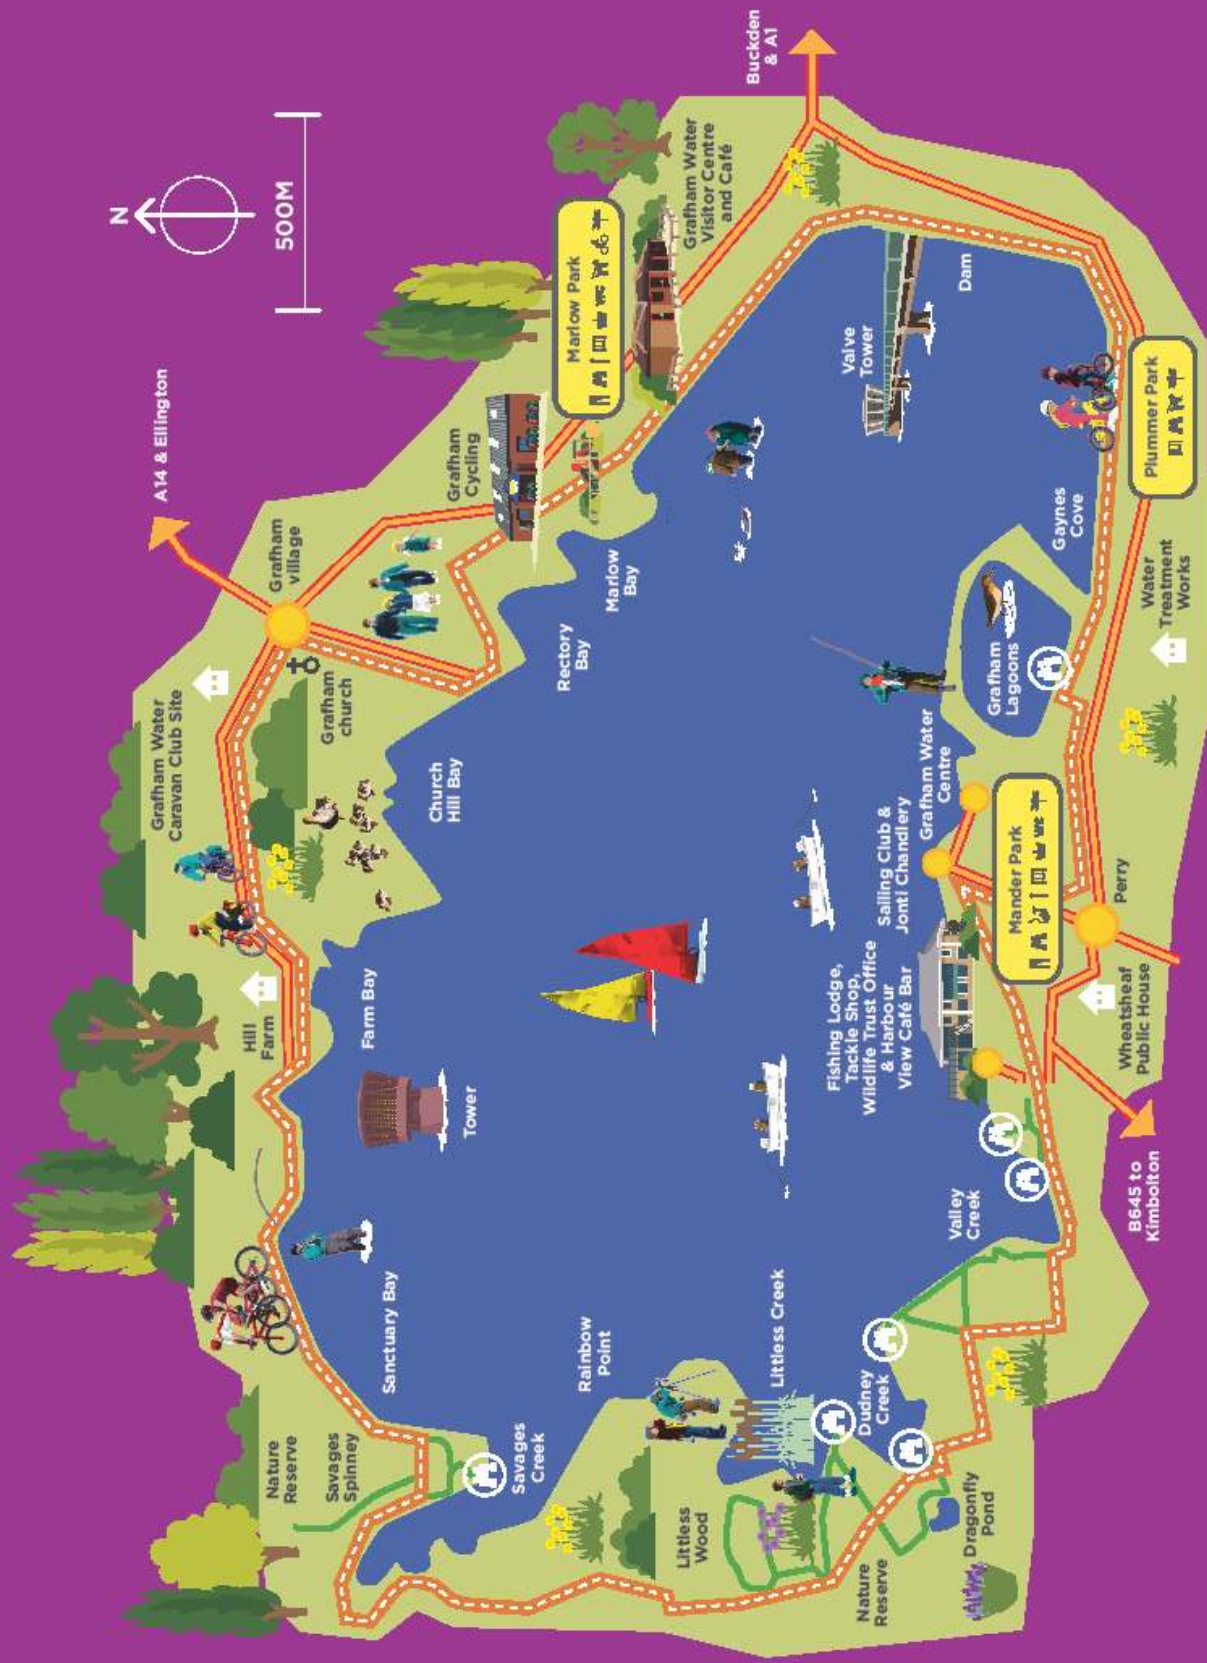 N
A14 & Ellington
Grafham Water
Caravan Club Site
500M
Hill
Farm
Grafham
village
Nature
Reserve
Savages
Spinney
Grafham
church
Farm Bay
Sanctuary Bay
Church
Hill Bay
Grafham
Cycling
Tower
Savages
Creek
Rectory
Bay
Marlow Park
Rainbow
Point
Marlow
Bay
Littless
Wood
Grafham Water
Visitor Centre
and Café
Buckden
& A1
Littless Creek
Valve
Tower
Fishing Lodge,
Tackle Shop,
Wildlife Trust Office
& Harbour
View Café Bar
Sailing Club &
Jonti Chandlery
Grafham Water
Centre
Dudney
Creek
Nature
Reserve
Valley
Creek
Dam
Dragonfly
Pond
Grafham
Lagoons
Mander Park
Gaynes
Cove
Perry
Wheatsheaf
Public House
B645 to
Kimbolton
Water
Treatment
Works
Plummer Park
WC
WC